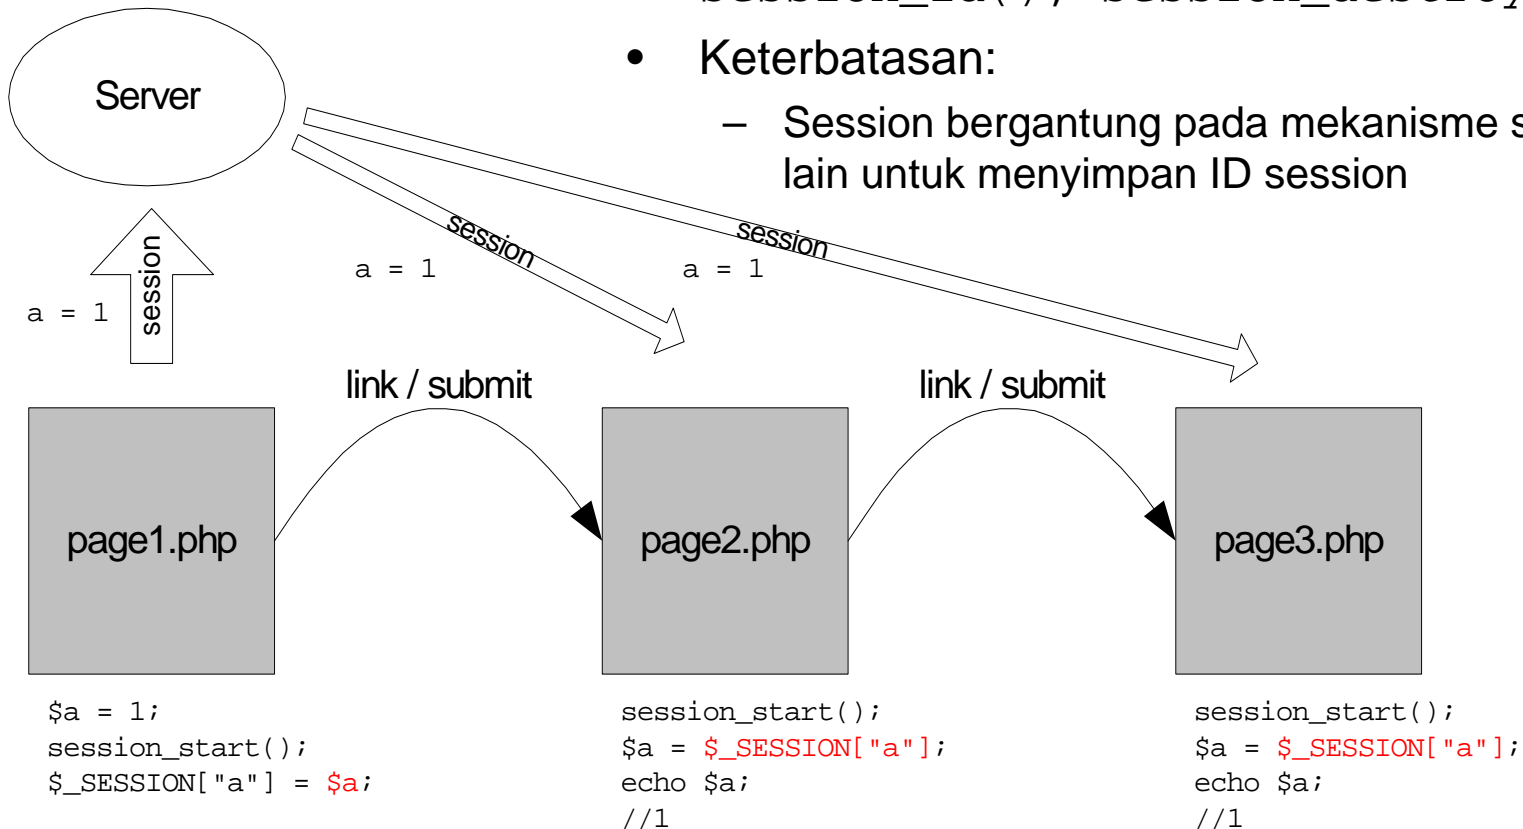 Server
• Keterbatasan:
– Session bergantung pada mekanisme
lain untuk menyimpan ID session
session
session
session
a = 1
a = 1
a = 1
link / submit
link / submit
page1.php
page2.php
page3.php
$a = 1;
session_start();
$_SESSION["a"] = $a;
session_start();
$a = $_SESSION["a"];
echo $a;
//1
session_start();
$a = $_SESSION["a"];
echo $a;
//1